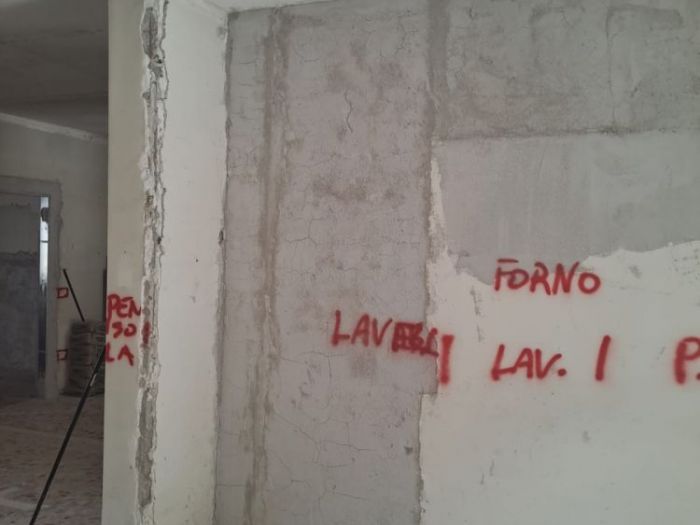 PEN
SO
LA
FORNO
LAV. | P.